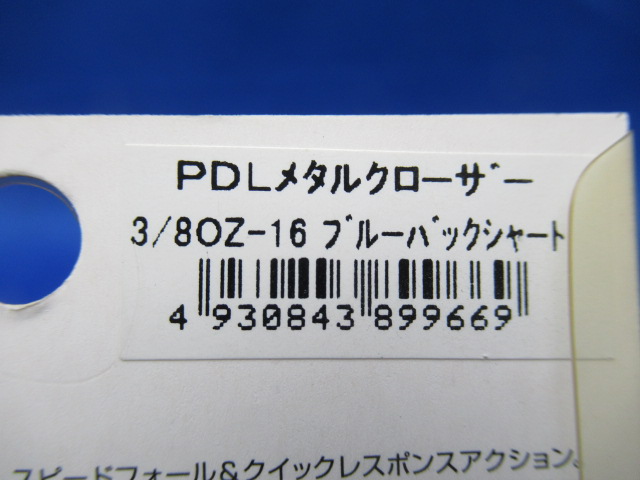 PDLメタルクローザー
3/8OZ-16 ブルーバックシャート
4 930843 899669
スピードフォール&クイックレスポンスアクション。